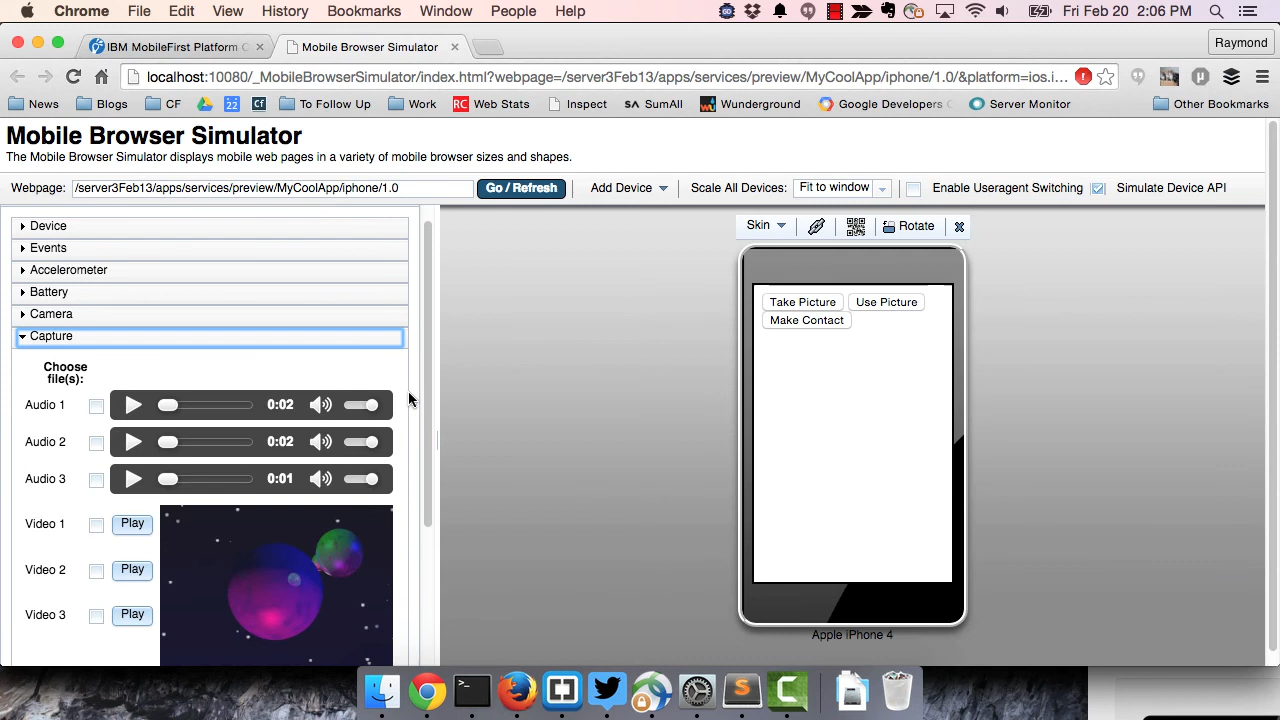 Chrome File Edit View History Bookmarks Window People Help Fri Feb 20 2:06 PM
IBM MobileFirst Platform C Mobile Browser Simulator Raymond
localhost:10080/_MobileBrowserSimulator/index.html?webpage=/server3Feb13/apps/services/preview/MyCoolApp/iphone/1.0/&platform=ios.i...
News Blogs CF 22 Cf To Follow Up Work RC Web Stats Inspect SA SumAll Wunderground Google Developers Server Monitor Other Bookmarks
Mobile Browser Simulator
The Mobile Browser Simulator displays mobile web pages in a variety of mobile browser sizes and shapes.
Webpage: /server3Feb13/apps/services/preview/MyCoolApp/iphone/1.0 Go / Refresh Add Device Scale All Devices: Fit to window Enable Useragent Switching Simulate Device API
Device
Events
Accelerometer
Battery
Camera
Capture
Choose
file(s):
Audio 1 0:02
Audio 2 0:02
Audio 3 0:01
Video 1 Play
Video 2 Play
Video 3 Play
Skin Rotate
Take Picture Use Picture
Make Contact
Apple iPhone 4